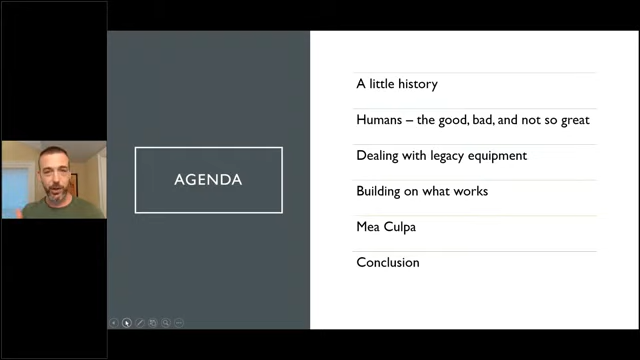 AGENDA
A little history
Humans – the good, bad, and not so great
Dealing with legacy equipment
Building on what works
Mea Culpa
Conclusion